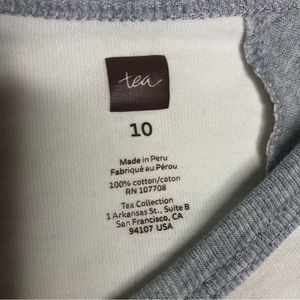 tea
10
Made in Peru
Fabriqué au Pérou
100% cotton/coton
RN 107708
Tea Collection
1 Arkansas St., Suite B
San Francisco, CA
94107 USA